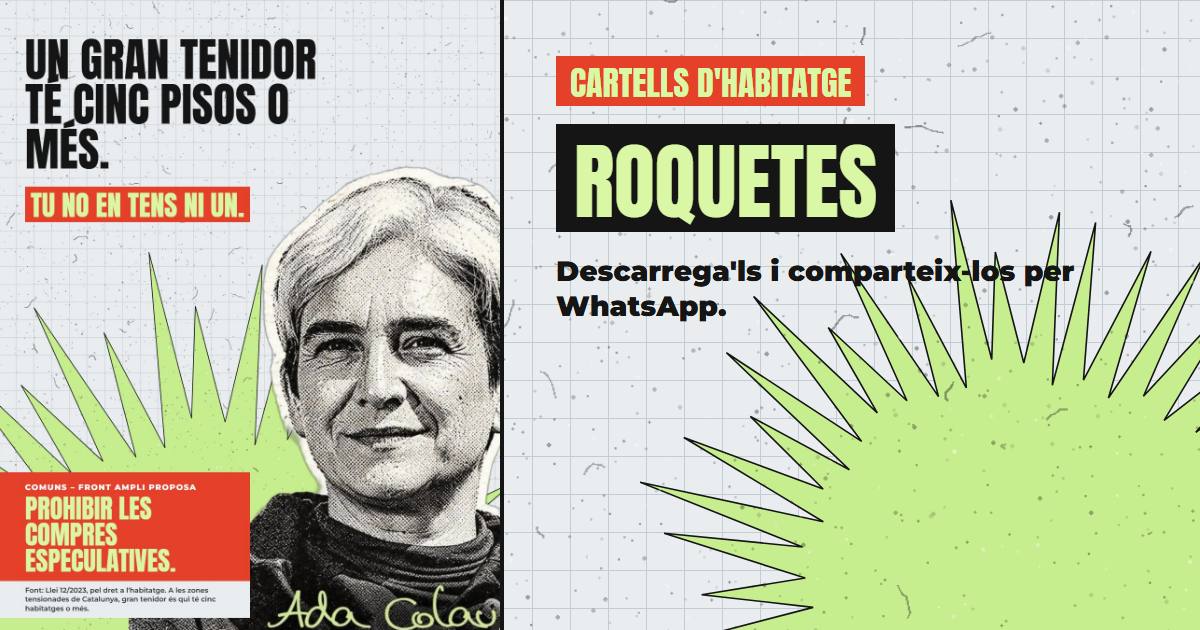 UN GRAN TENIDOR
TÉ CINC PISOS O
MÉS.
TU NO EN TENS NI UN.
COMUNS – FRONT AMPLI PROPOSA
PROHIBIR LES
COMPRES
ESPECULATIVES.
Font: Llei 12/2023, pel dret a l'habitatge. A les zones
tensionades de Catalunya, gran tenidor és qui té cinc
habitatges o més.
Ada Colau
CARTELLS D'HABITATGE
ROQUETES
Descarrega'ls i comparteix-los per
WhatsApp.